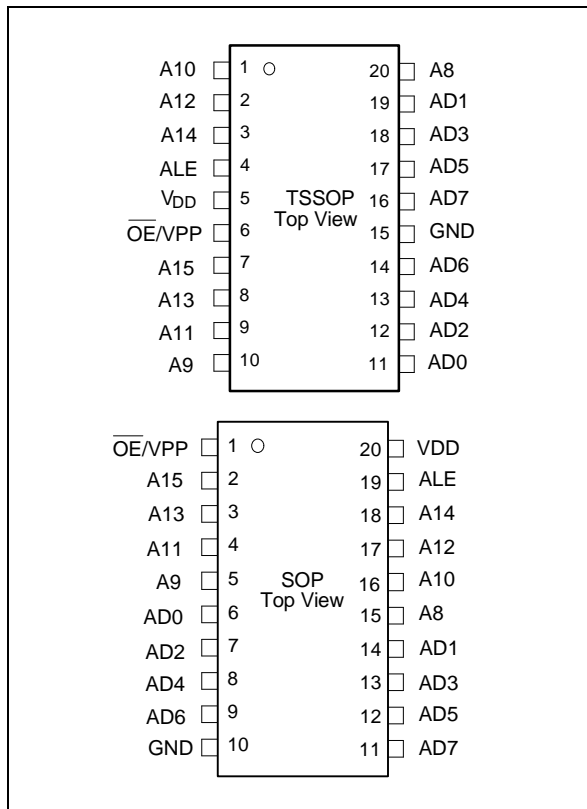 A10 1 20 A8
A12 2 19 AD1
A14 3 18 AD3
ALE 4 17 AD5
VDD 5 16 AD7
TSSOP
Top View
OE/VPP 6 15 GND
A15 7 14 AD6
A13 8 13 AD4
A11 9 12 AD2
A9 10 11 AD0
OE/VPP 1 20 VDD
A15 2 19 ALE
A13 3 18 A14
A11 4 17 A12
A9 5 16 A10
SOP
Top View
AD0 6 15 A8
AD2 7 14 AD1
AD4 8 13 AD3
AD6 9 12 AD5
GND 10 11 AD7